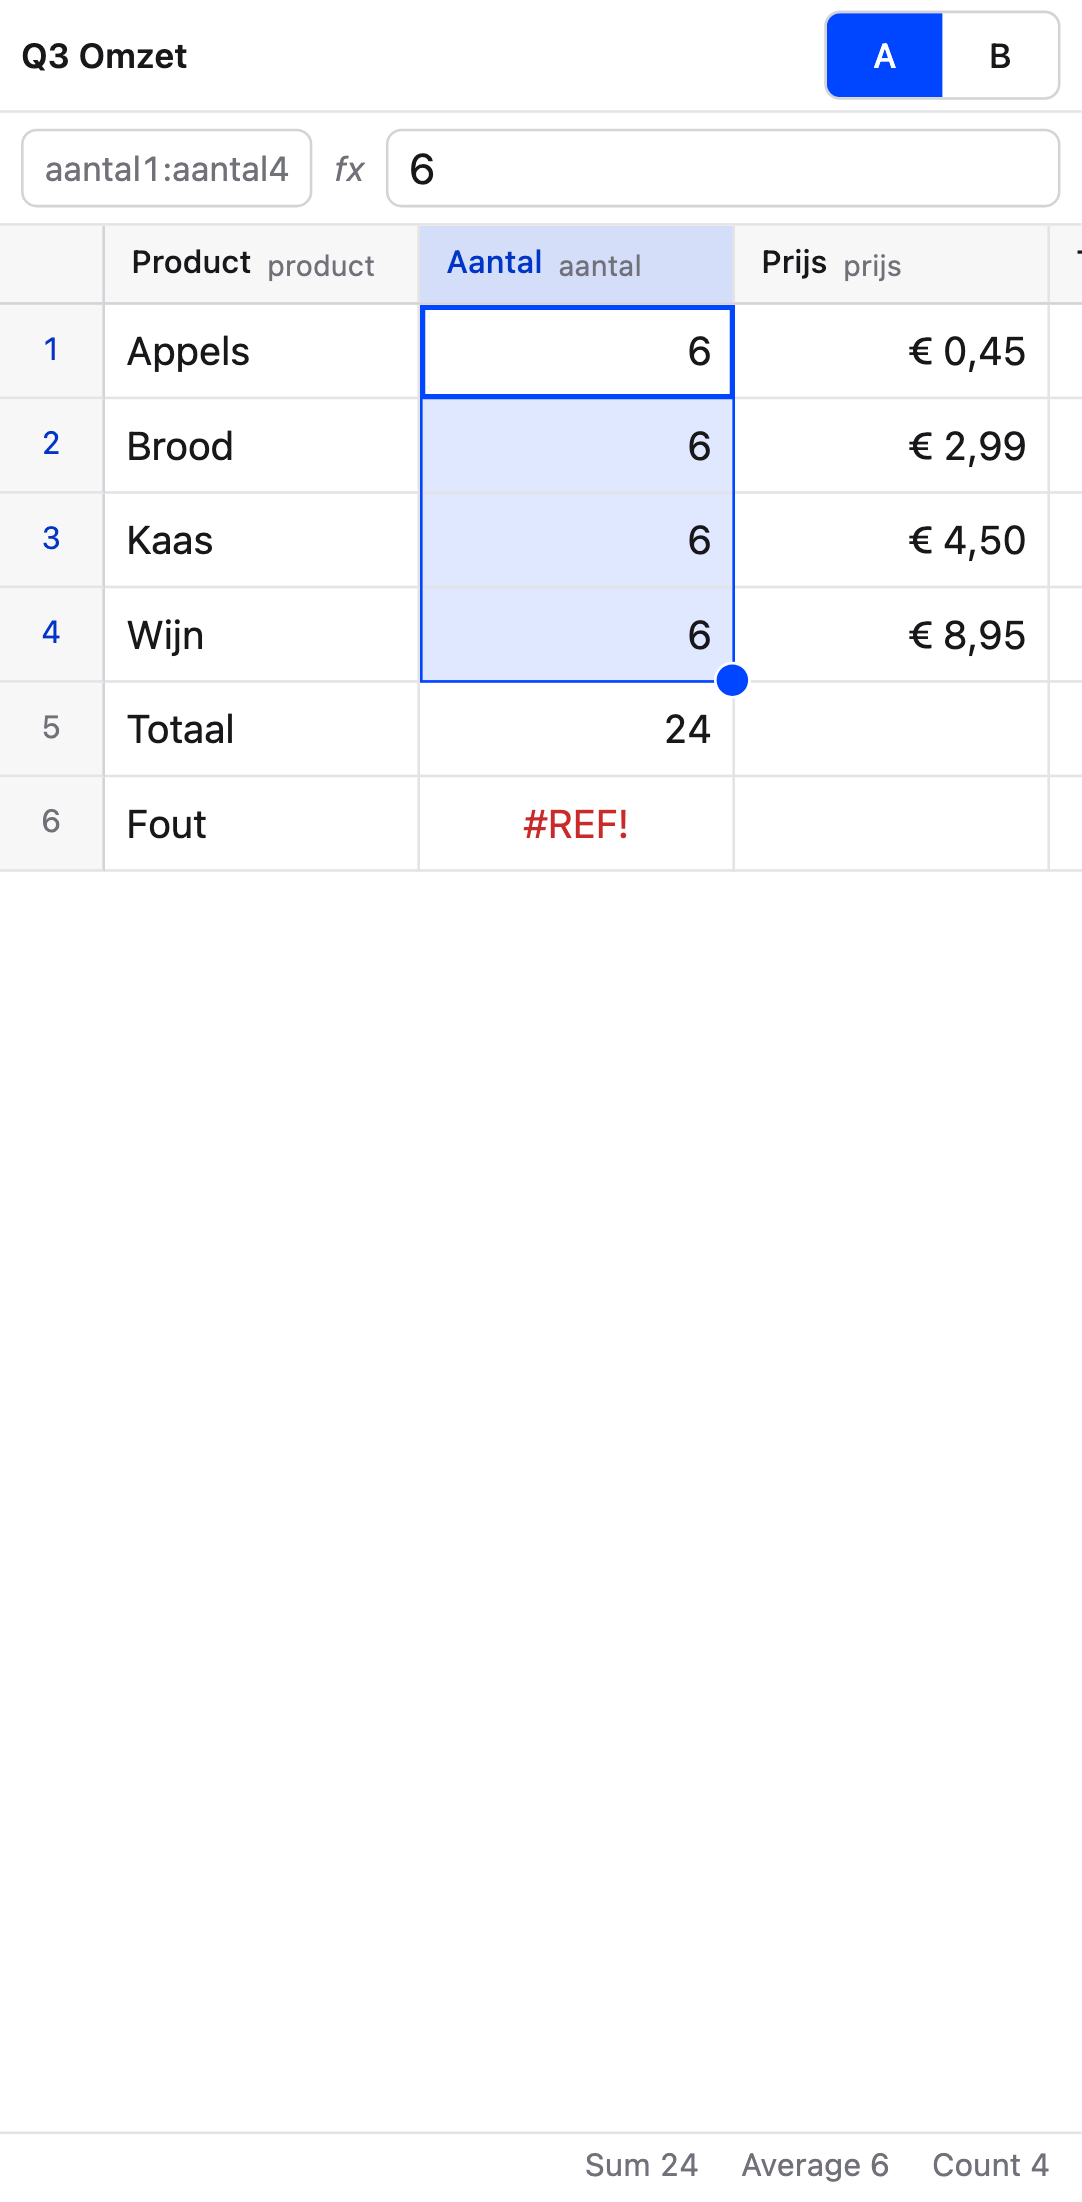 Q3 Omzet A B
aantal1:aantal4 fx 6
Product product Aantal aantal Prijs prijs
1 Appels 6 € 0,45
2 Brood 6 € 2,99
3 Kaas 6 € 4,50
4 Wijn 6 € 8,95
5 Totaal 24
6 Fout #REF!
Sum 24 Average 6 Count 4